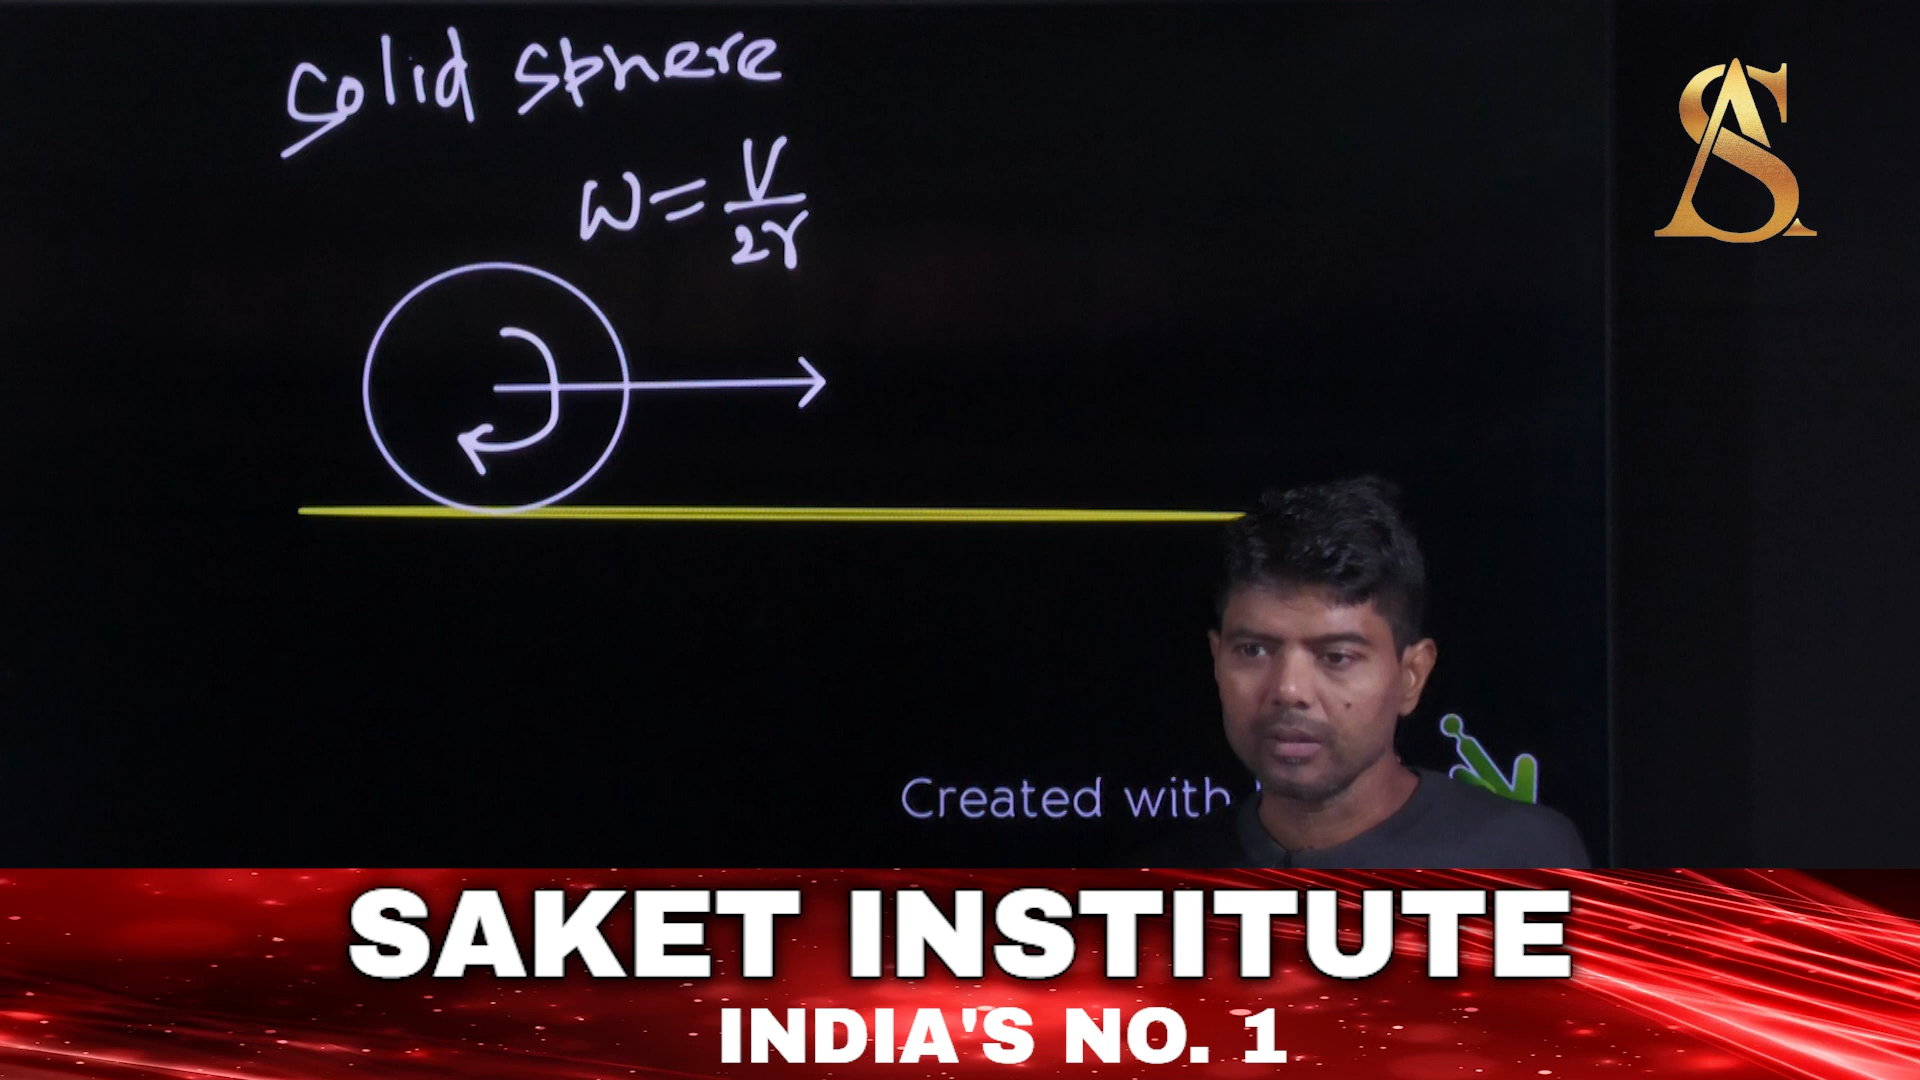 solid sphere
ω = V/2r
Created with
SAKET INSTITUTE
INDIA'S NO. 1